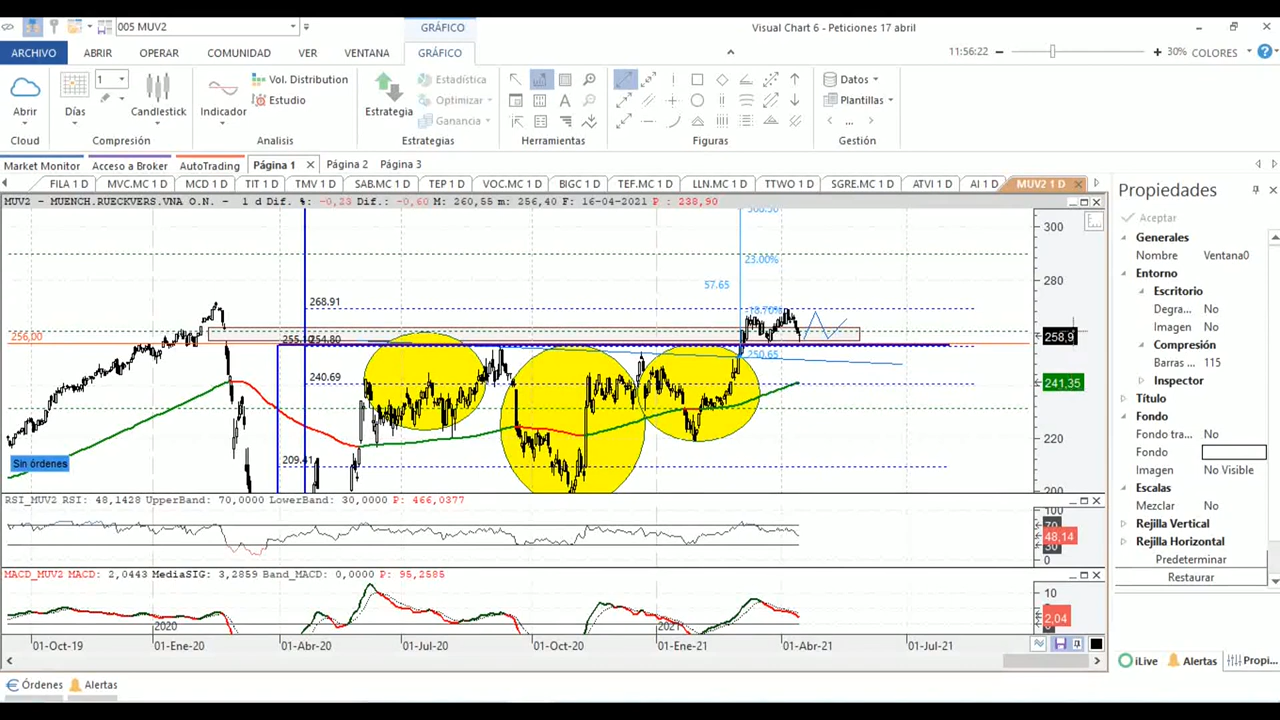 005 MUV2
GRÁFICO
Visual Chart 6 - Peticiones 17 abril
ARCHIVO ABRIR OPERAR COMUNIDAD VER VENTANA GRÁFICO
11:56:22 30% COLORES
1 Vol. Distribution Estadística Datos
Estudio Optimizar Plantillas
Abrir Días Candlestick Indicador Estrategia Ganancia ...
Cloud Compresión Analisis Estrategias Herramientas Figuras Gestión
Market Monitor Acceso a Broker AutoTrading Página 1 Página 2 Página 3
FILA 1 D MVC.MC 1 D MCD 1 D TIT 1 D TMV 1 D SAB.MC 1 D TEP 1 D VOC.MC 1 D BIGC 1 D TEF.MC 1 D LLN.MC 1 D TTWO 1 D SGRE.MC 1 D ATVI 1 D AI 1 D MUV2 1 D
MUV2 - MUENCH.RUECKVERS.VNA O.N. - 1 d Dif. %: -0,23 Dif.: -0,60 M: 260,55 m: 256,40 F: 16-04-2021 P : 238,90
300
23.00%
57.65
280
268.91
18.70%
256,00
254.80
258,9
250.65
240.69
241,35
220
209.41
Sin órdenes
200
RSI_MUV2 RSI: 48,1428 UpperBand: 70,0000 LowerBand: 30,0000 P: 466,0377
100
70
48,14
30
0
MACD_MUV2 MACD: 2,0443 MediaSIG: 3,2859 Band_MACD: 0,0000 P: 95,2585
10
2,04
2020
01-Oct-19 01-Ene-20 01-Abr-20 01-Jul-20 01-Oct-20 01-Ene-21 01-Abr-21 01-Jul-21
Órdenes Alertas
Propiedades
Aceptar
Generales
Nombre Ventana0
Entorno
Escritorio
Degra... No
Imagen No
Compresión
Barras ... 115
Inspector
Título
Fondo
Fondo tra... No
Fondo
Imagen No Visible
Escalas
Mezclar No
Rejilla Vertical
Rejilla Horizontal
Predeterminar
Restaurar
iLive Alertas Propi...